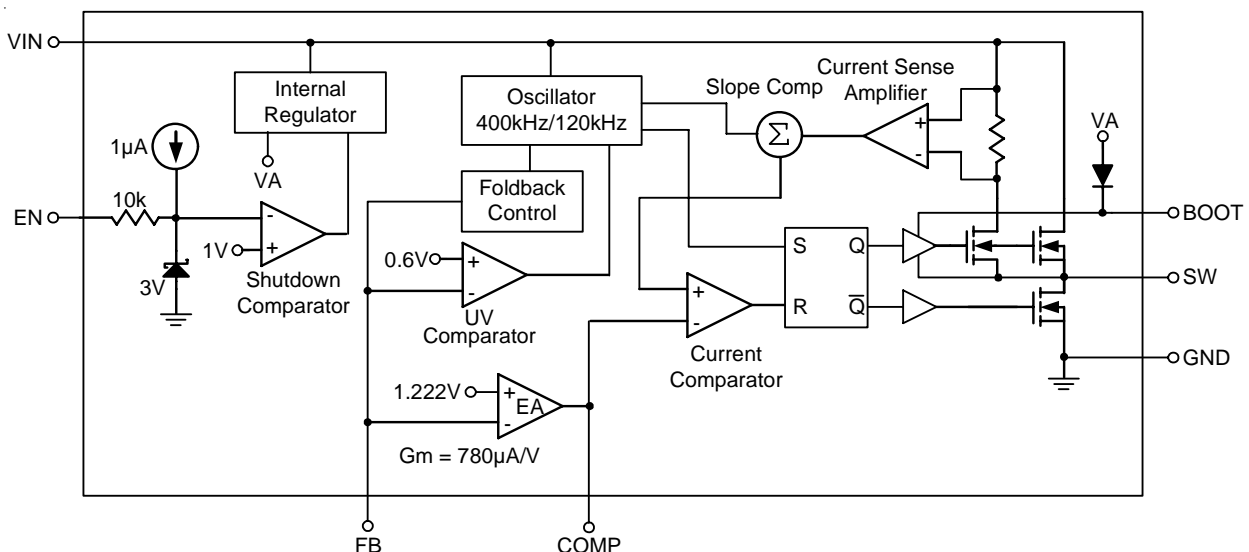 VIN
Internal
Regulator
VA
1µA
10k
EN
1V
3V
Shutdown
Comparator
-
+
Oscillator
400kHz/120kHz
Foldback
Control
0.6V
+
-
UV
Comparator
1.222V
+
-
EA
Gm = 780µA/V
FB
COMP
Slope Comp
Σ
Current Sense
Amplifier
+
-
+
-
Current
Comparator
S
Q
R
Q̅
VA
BOOT
SW
GND